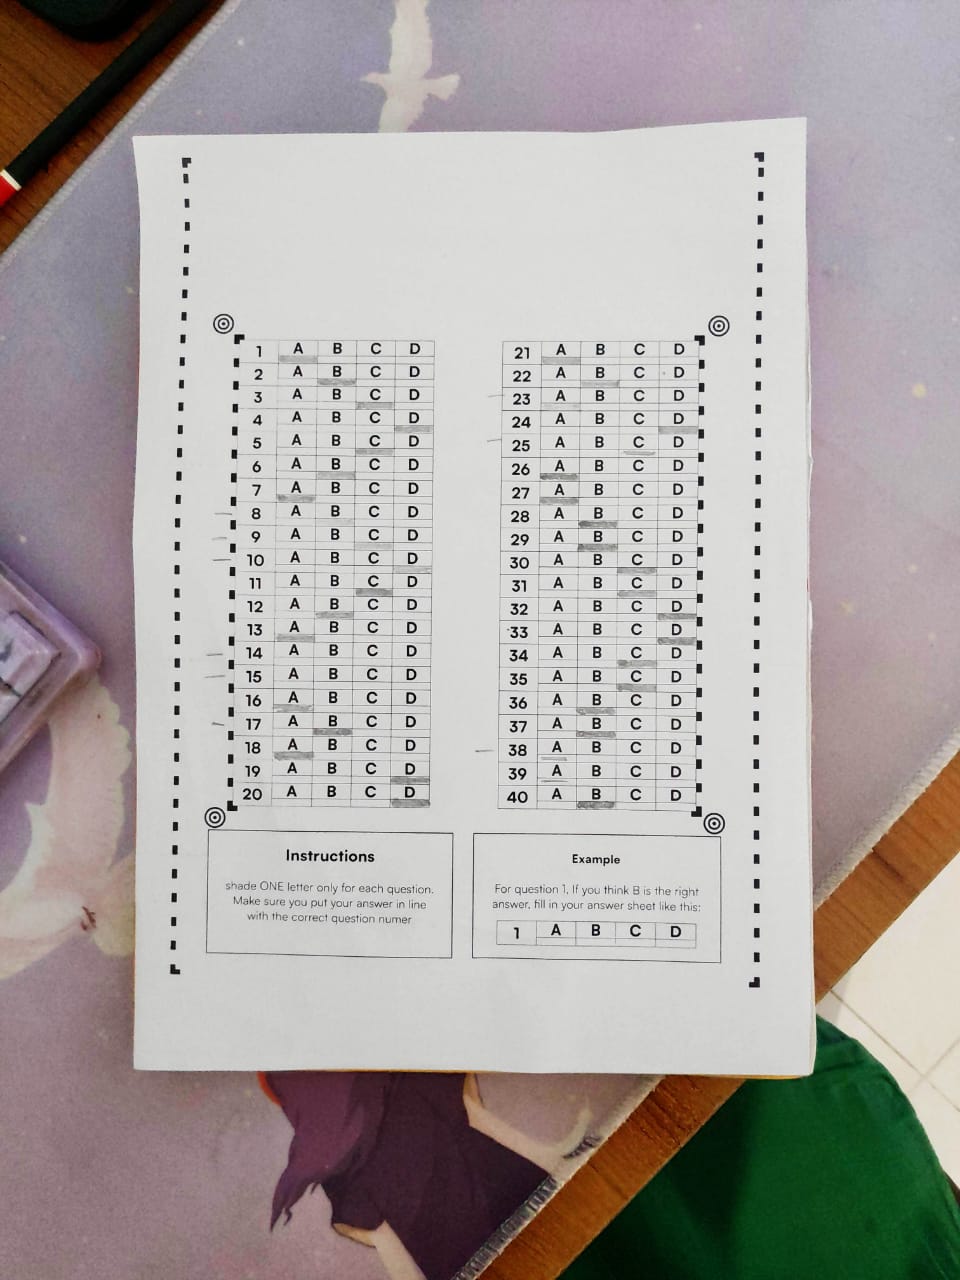 1 A B C D
2 A B C D
3 A B C D
4 A B C D
5 A B C D
6 A B C D
7 A B C D
8 A B C D
9 A B C D
10 A B C D
11 A B C D
12 A B C D
13 A B C D
14 A B C D
15 A B C D
16 A B C D
17 A B C D
18 A B C D
19 A B C D
20 A B C D
21 A B C D
22 A B C D
23 A B C D
24 A B C D
25 A B C D
26 A B C D
27 A B C D
28 A B C D
29 A B C D
30 A B C D
31 A B C D
32 A B C D
33 A B C D
34 A B C D
35 A B C D
36 A B C D
37 A B C D
38 A B C D
39 A B C D
40 A B C D
Instructions
shade ONE letter only for each question.
Make sure you put your answer in line
with the correct question numer
Example
For question 1, If you think B is the right
answer, fill in your answer sheet like this:
1 A B C D